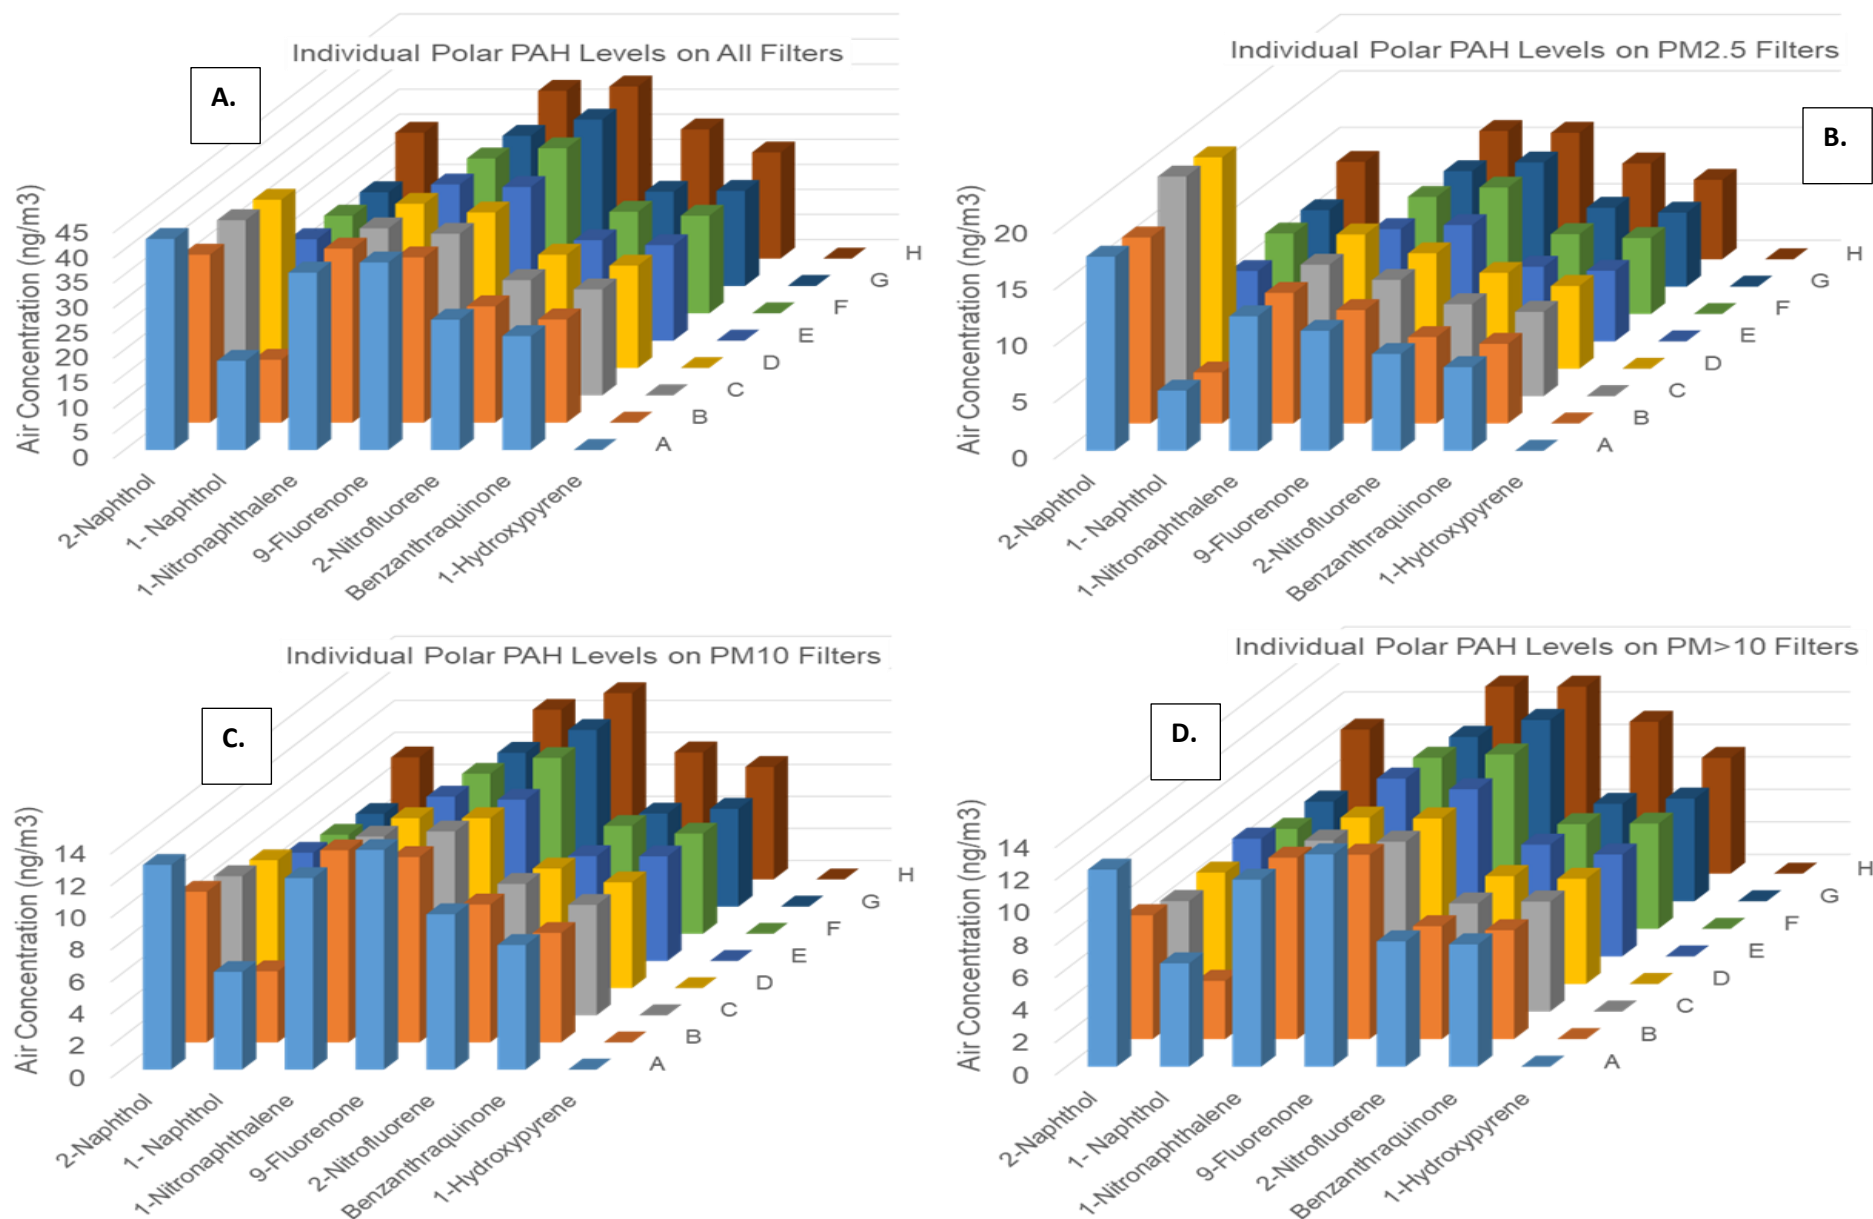 Individual Polar PAH Levels on All Filters
A.
Air Concentration (ng/m3)
45
40
35
30
25
20
15
10
5
0
H
G
F
E
D
C
B
A
2-Naphthol
1- Naphthol
1-Nitronaphthalene
9-Fluorenone
2-Nitrofluorene
Benzanthraquinone
1-Hydroxypyrene
Individual Polar PAH Levels on PM2.5 Filters
B.
Air Concentration (ng/m3)
20
15
10
5
0
H
G
F
E
D
C
B
A
2-Naphthol
1- Naphthol
1-Nitronaphthalene
9-Fluorenone
2-Nitrofluorene
Benzanthraquinone
1-Hydroxypyrene
Individual Polar PAH Levels on PM10 Filters
C.
Air Concentration (ng/m3)
14
12
10
8
6
4
2
0
H
G
F
E
D
C
B
A
2-Naphthol
1- Naphthol
1-Nitronaphthalene
9-Fluorenone
2-Nitrofluorene
Benzanthraquinone
1-Hydroxypyrene
Individual Polar PAH Levels on PM>10 Filters
D.
Air Concentration (ng/m3)
14
12
10
8
6
4
2
0
H
G
F
E
D
C
B
A
2-Naphthol
1- Naphthol
1-Nitronaphthalene
9-Fluorenone
2-Nitrofluorene
Benzanthraquinone
1-Hydroxypyrene